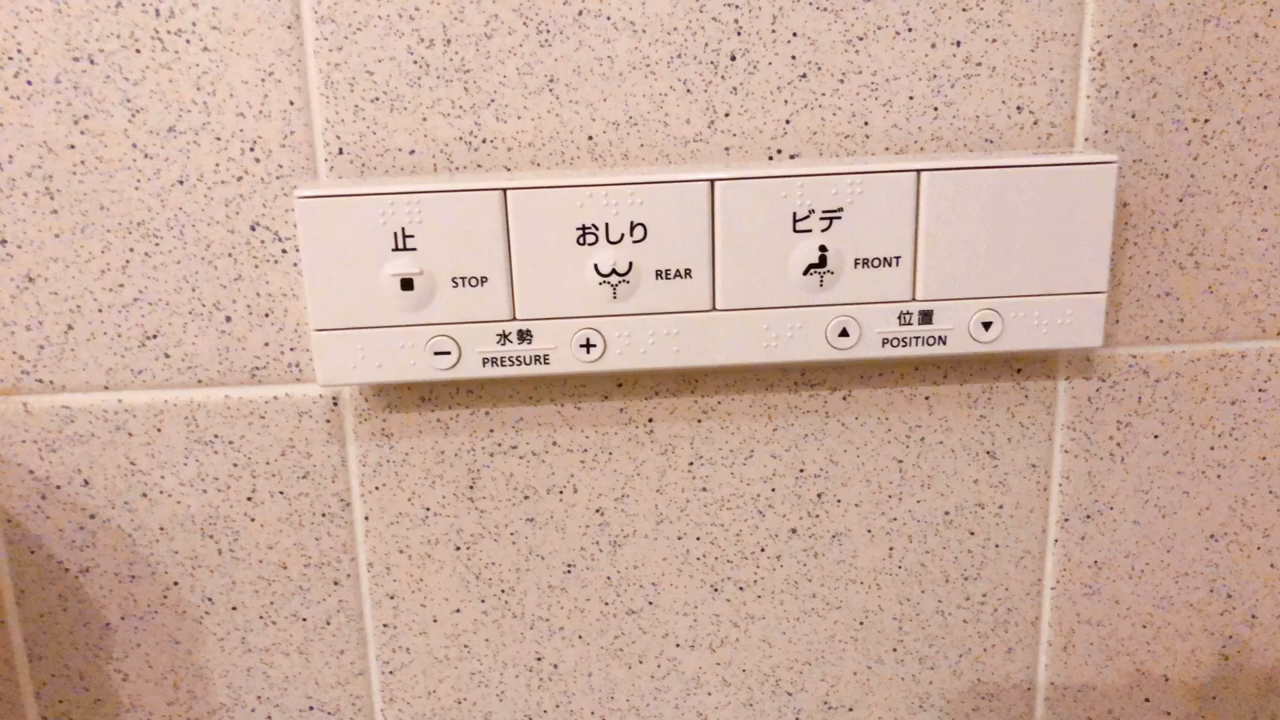 止
STOP
おしり
REAR
ビデ
FRONT
水勢
PRESSURE
位置
POSITION